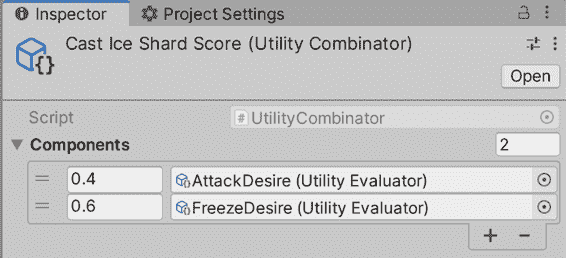 Inspector Project Settings
Cast Ice Shard Score (Utility Combinator)
Open
Script # UtilityCombinator
Components 2
0.4 AttackDesire (Utility Evaluator)
0.6 FreezeDesire (Utility Evaluator)
+ −